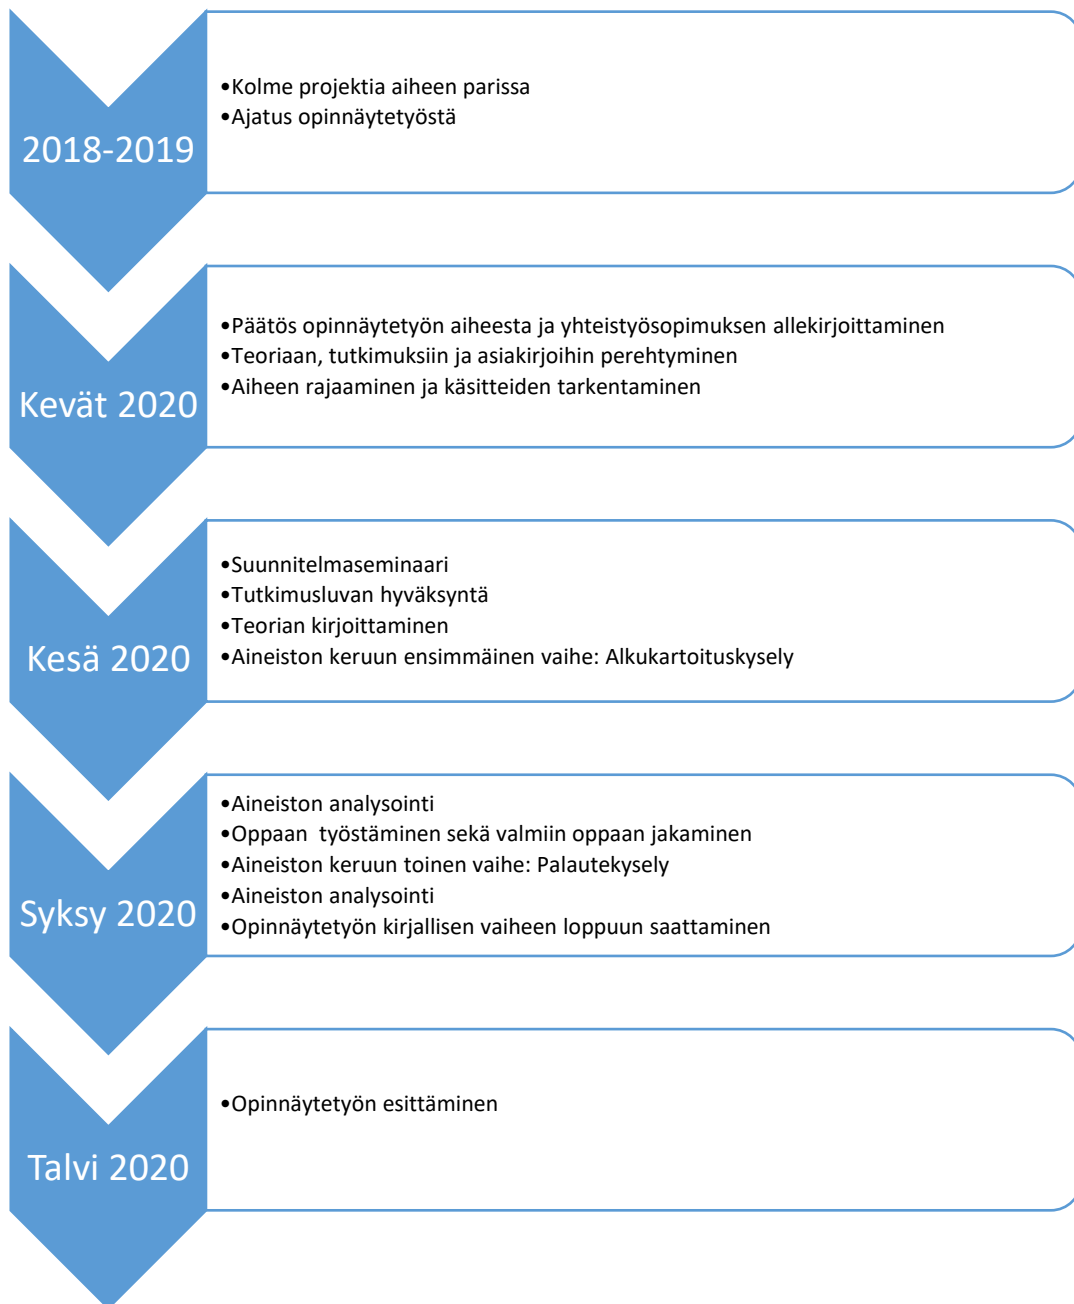 2018-2019
•Kolme projektia aiheen parissa
•Ajatus opinnäytetyöstä
Kevät 2020
•Päätös opinnäytetyön aiheesta ja yhteistyösopimuksen allekirjoittaminen
•Teoriaan, tutkimuksiin ja asiakirjoihin perehtyminen
•Aiheen rajaaminen ja käsitteiden tarkentaminen
Kesä 2020
•Suunnitelmaseminaari
•Tutkimusluvan hyväksyntä
•Teorian kirjoittaminen
•Aineiston keruun ensimmäinen vaihe: Alkukartoituskysely
Syksy 2020
•Aineiston analysointi
•Oppaan  työstäminen sekä valmiin oppaan jakaminen
•Aineiston keruun toinen vaihe: Palautekysely
•Aineiston analysointi
•Opinnäytetyön kirjallisen vaiheen loppuun saattaminen
Talvi 2020
•Opinnäytetyön esittäminen